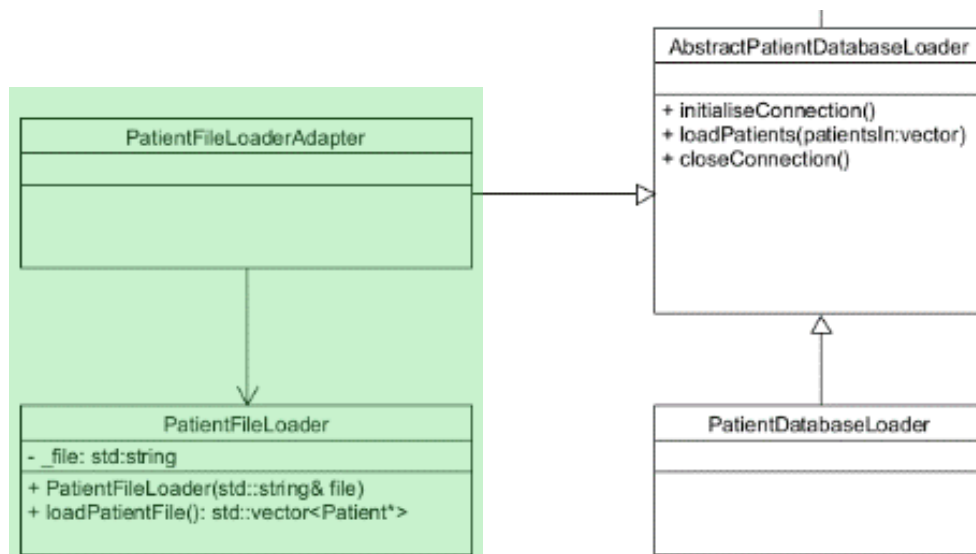 AbstractPatientDatabaseLoader
+ initialiseConnection()
+ loadPatients(patientsIn:vector)
+ closeConnection()
PatientFileLoaderAdapter
PatientFileLoader
- _file: std:string
+ PatientFileLoader(std::string& file)
+ loadPatientFile(): std::vector<Patient*>
PatientDatabaseLoader